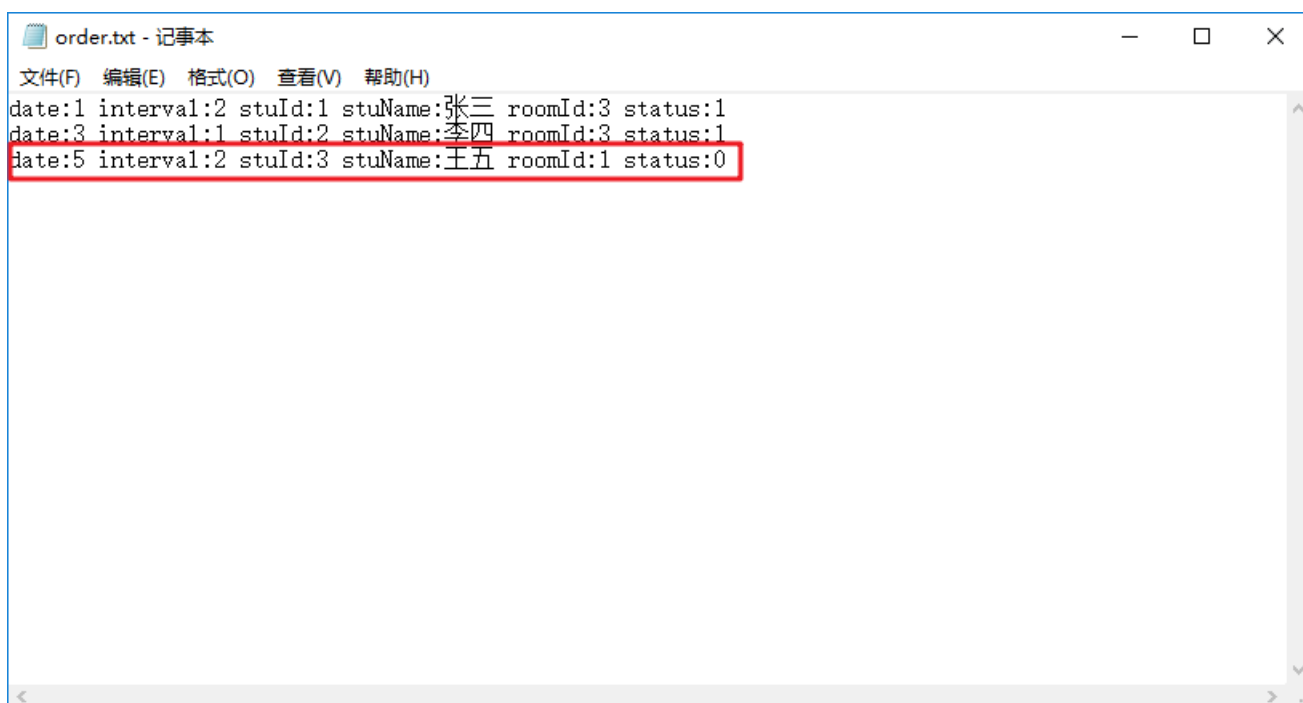 order.txt - 记事本
文件(F) 编辑(E) 格式(O) 查看(V) 帮助(H)
date:1 interval:2 stuId:1 stuName:张三 roomId:3 status:1
date:3 interval:1 stuId:2 stuName:李四 roomId:3 status:1
date:5 interval:2 stuId:3 stuName:王五 roomId:1 status:0